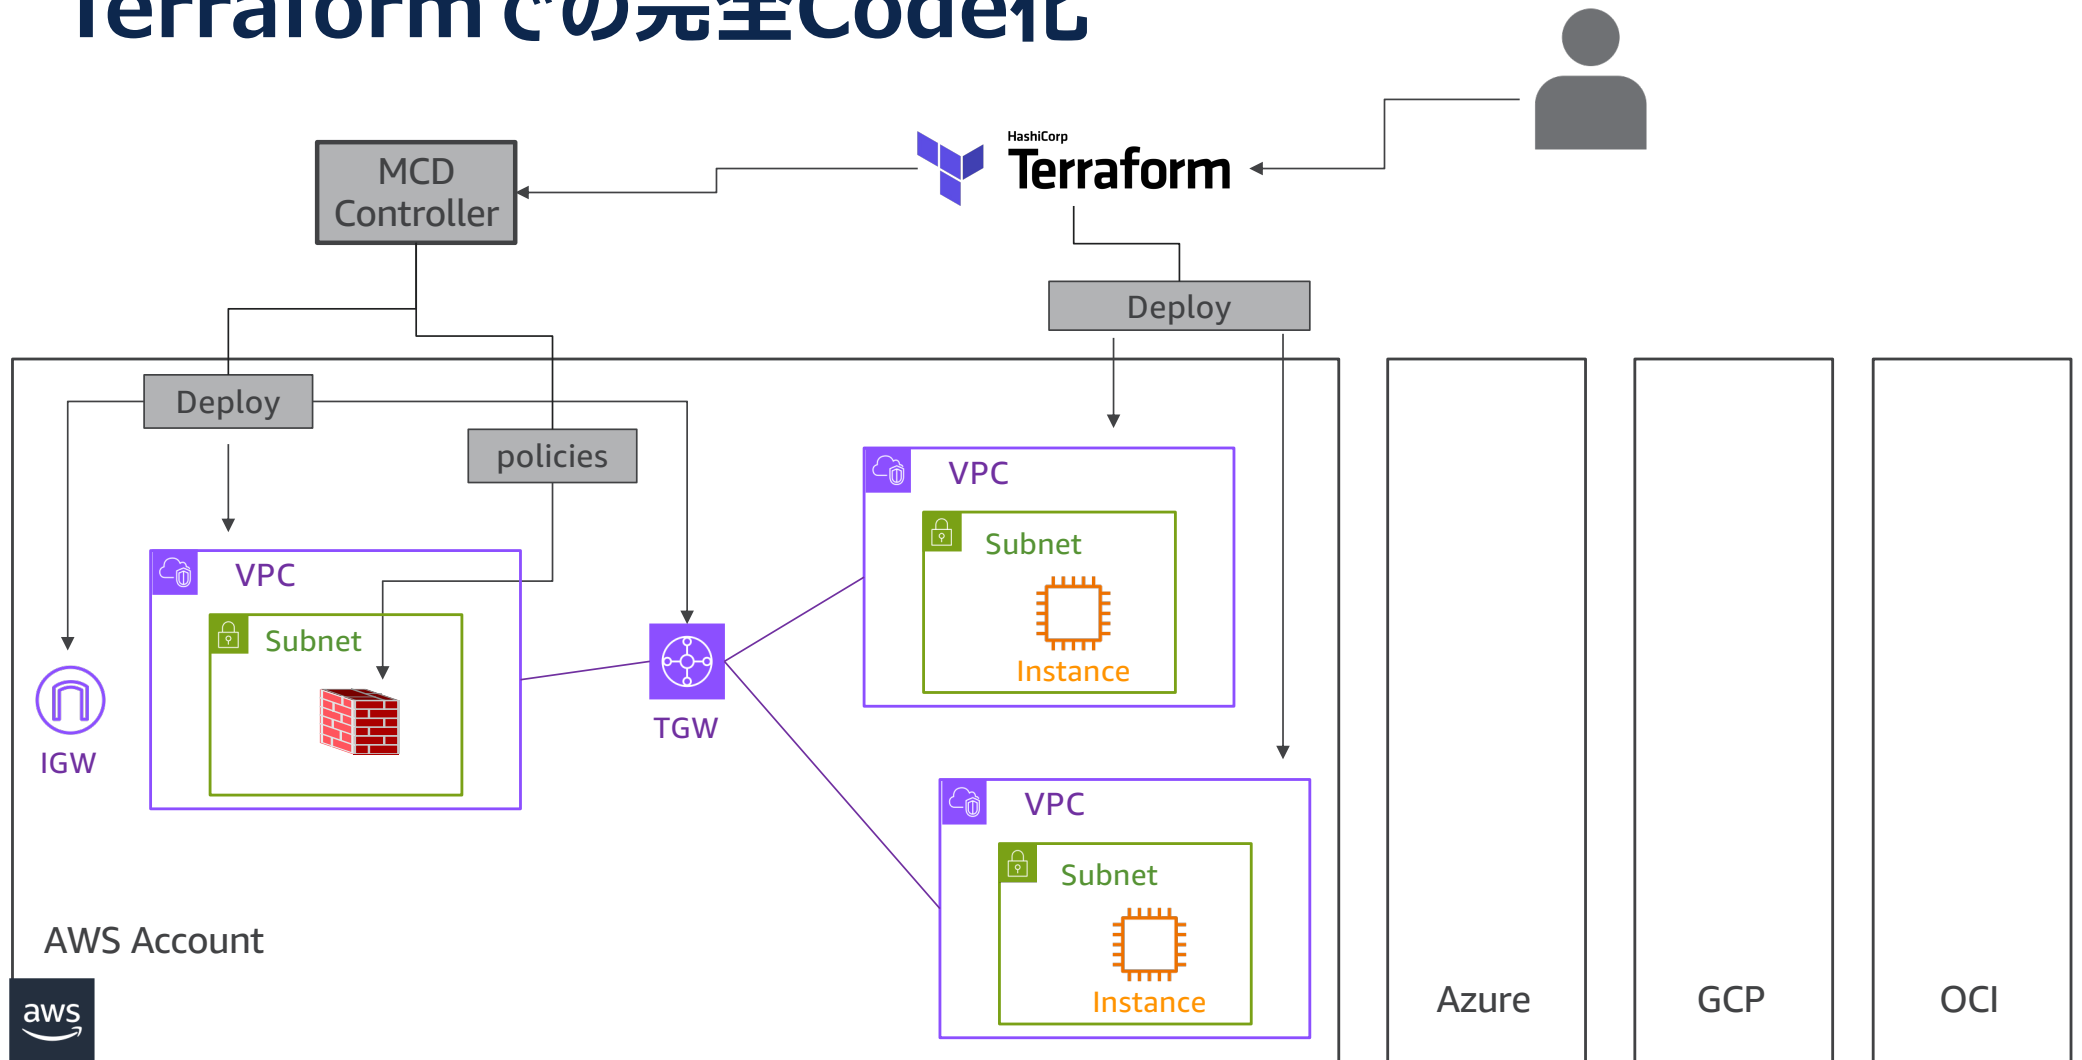 Terraformでの完全Code化
HashiCorp
Terraform
MCD
Controller
Deploy
Deploy
policies
VPC
Subnet
Instance
VPC
Subnet
IGW
TGW
VPC
Subnet
Instance
AWS Account
aws
Azure
GCP
OCI